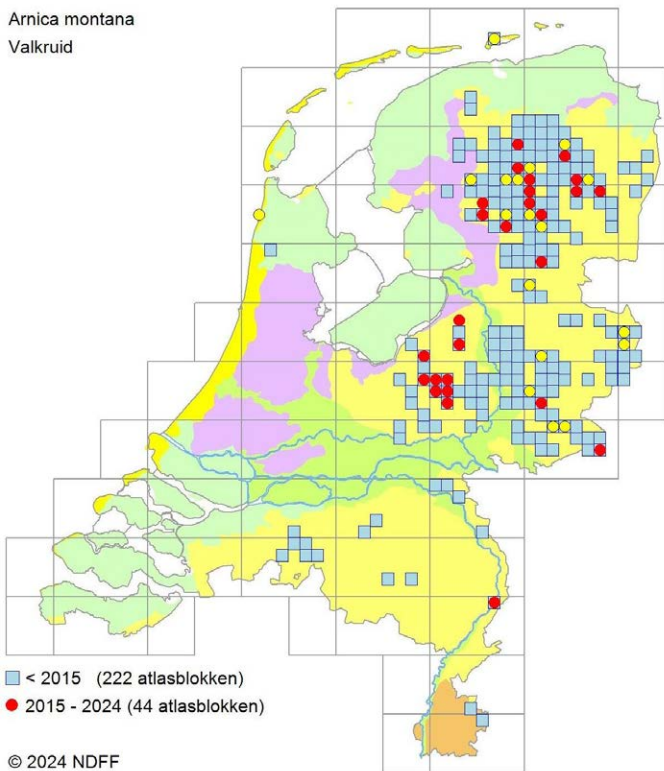 Arnica montana
Valkruid
< 2015 (222 atlasblokken)
2015 - 2024 (44 atlasblokken)
© 2024 NDFF